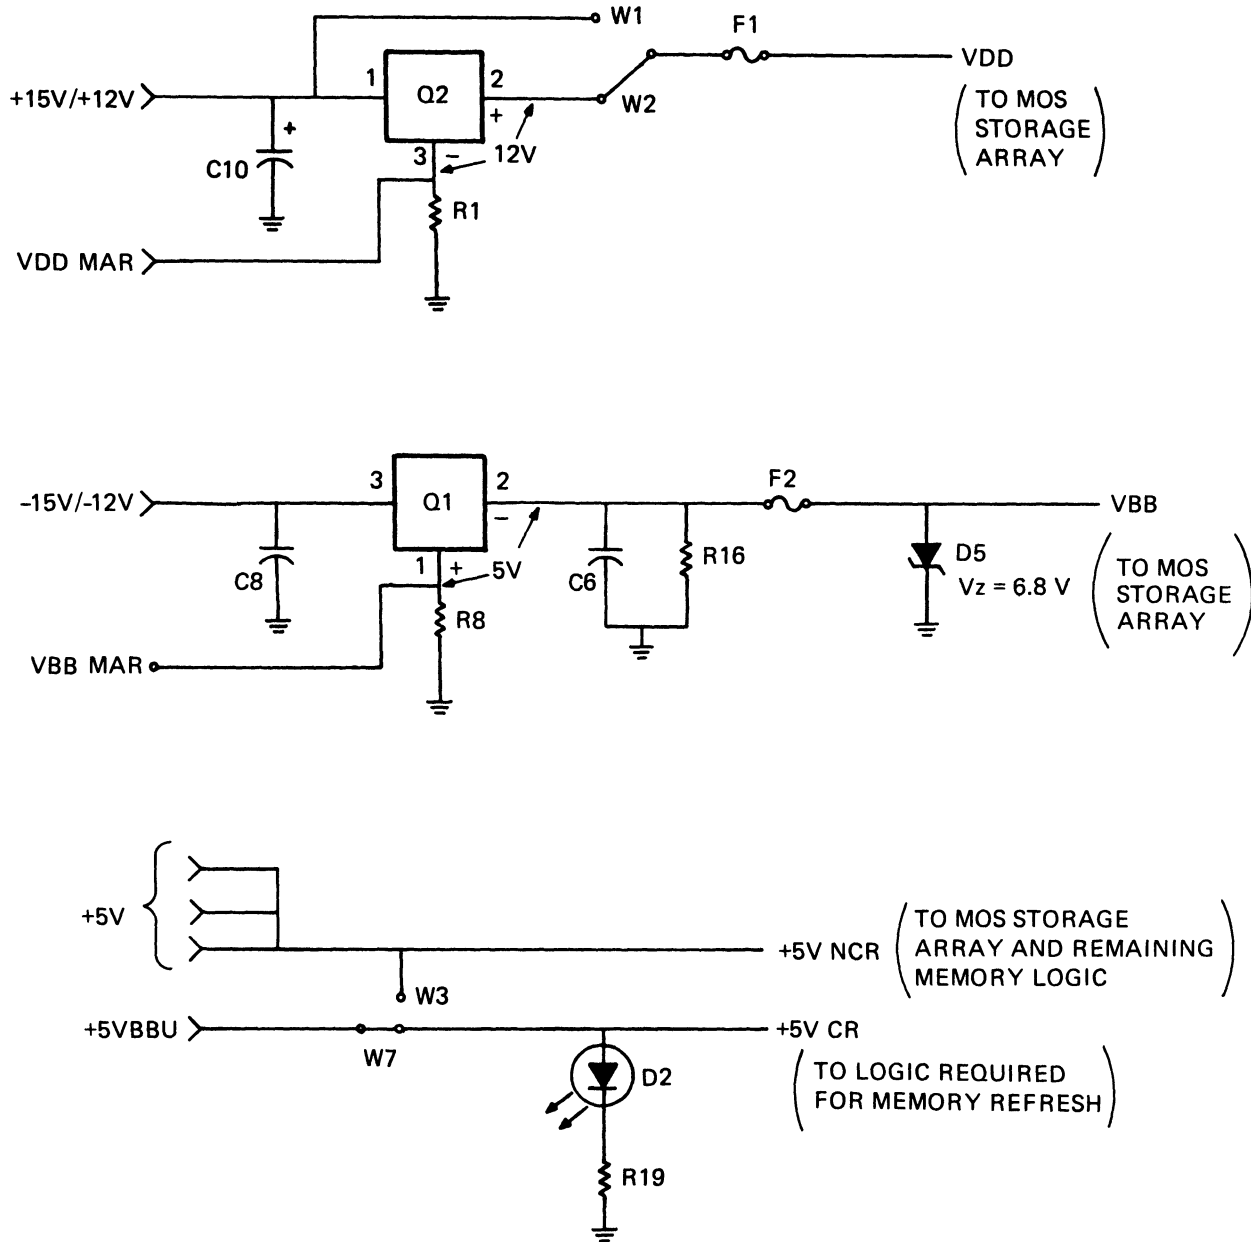 W1
F1
+15V/+12V
1
Q2
2
+
W2
VDD
(TO MOS
STORAGE
ARRAY)
+
C10
3
−
12V
R1
VDD MAR
-15V/-12V
3
Q1
2
−
F2
VBB
(TO MOS
STORAGE
ARRAY)
C8
1
+
5V
R8
C6
R16
D5
Vz = 6.8 V
VBB MAR
+5V
+5V NCR
(TO MOS STORAGE
ARRAY AND REMAINING
MEMORY LOGIC)
W3
+5VBBU
W7
+5V CR
(TO LOGIC REQUIRED
FOR MEMORY REFRESH)
D2
R19